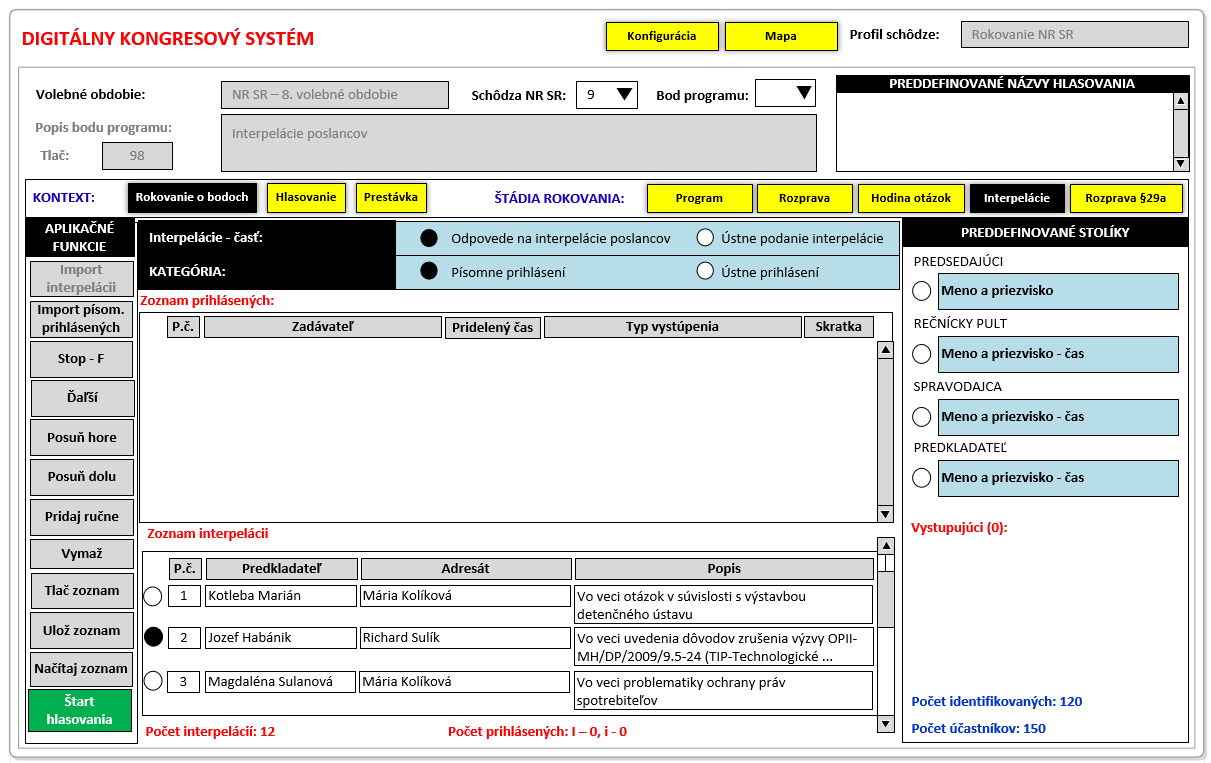 DIGITÁLNY KONGRESOVÝ SYSTÉM
Konfigurácia
Mapa
Profil schôdze:
Rokovanie NR SR
Volebné obdobie:
NR SR – 8. volebné obdobie
Schôdza NR SR:
9
Bod programu:
PREDDEFINOVANÉ NÁZVY HLASOVANIA
Popis bodu programu:
Interpelácie poslancov
Tlač:
98
KONTEXT:
Rokovanie o bodoch
Hlasovanie
Prestávka
ŠTÁDIA ROKOVANIA:
Program
Rozprava
Hodina otázok
Interpelácie
Rozprava §29a
APLIKAČNÉ
FUNKCIE
Import
interpelácií
Import písom.
prihlásených
Stop - F
Ďaľší
Posuň hore
Posuň dolu
Pridaj ručne
Vymaž
Tlač zoznam
Ulož zoznam
Načítaj zoznam
Štart
hlasovania
Interpelácie - časť:
Odpovede na interpelácie poslancov
Ústne podanie interpelácie
KATEGÓRIA:
Písomne prihlásení
Ústne prihlásení
Zoznam prihlásených:
P.č.
Zadávateľ
Pridelený čas
Typ vystúpenia
Skratka
Zoznam interpelácii
P.č.
Predkladateľ
Adresát
Popis
1
Kotleba Marián
Mária Kolíková
Vo veci otázok v súvislosti s výstavbou
detenčného ústavu
2
Jozef Habánik
Richard Sulík
Vo veci uvedenia dôvodov zrušenia výzvy OPII-
MH/DP/2009/9.5-24 (TIP-Technologické ...
3
Magdaléna Sulanová
Mária Kolíková
Vo veci problematiky ochrany práv
spotrebiteľov
Počet interpelácií: 12
Počet prihlásených: I – 0, i - 0
PREDDEFINOVANÉ STOLÍKY
PREDSEDAJÚCI
Meno a priezvisko
REČNÍCKY PULT
Meno a priezvisko - čas
SPRAVODAJCA
Meno a priezvisko - čas
PREDKLADATEĽ
Meno a priezvisko - čas
Vystupujúci (0):
Počet identifikovaných: 120
Počet účastníkov: 150